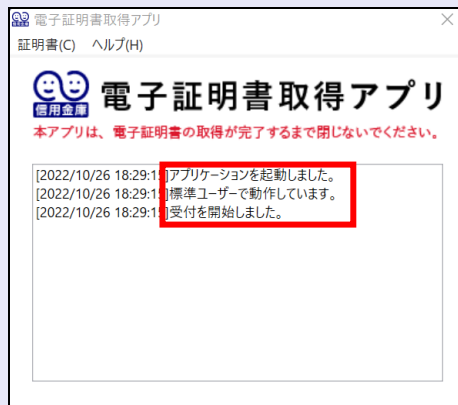 電子証明書取得アプリ
証明書(C) ヘルプ(H)
信用金庫
電子証明書取得アプリ
本アプリは、電子証明書の取得が完了するまで閉じないでください。
[2022/10/26 18:29:15]アプリケーションを起動しました。
[2022/10/26 18:29:15]標準ユーザーで動作しています。
[2022/10/26 18:29:15]受付を開始しました。